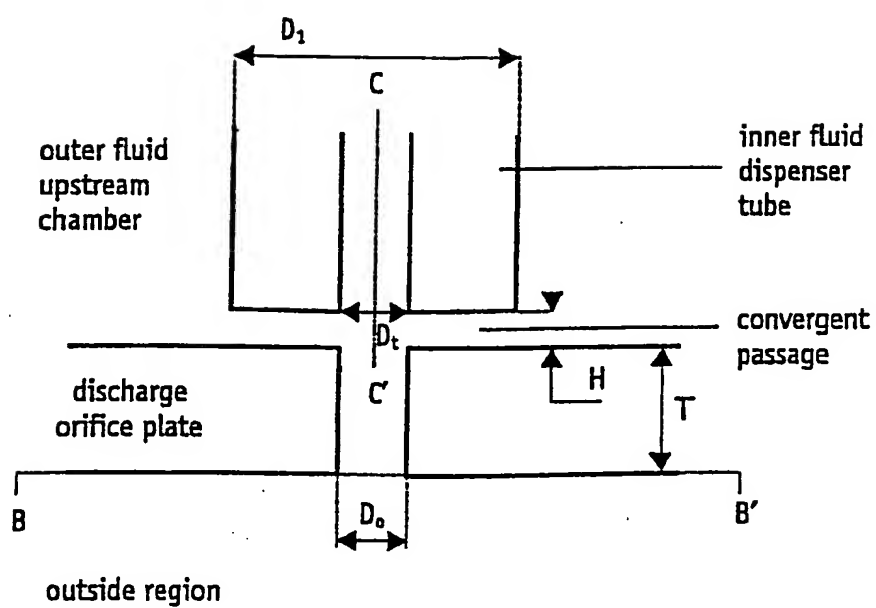 D₁
C
outer fluid
upstream
chamber
inner fluid
dispenser
tube
Dₜ
convergent
passage
C′
H
T
discharge
orifice plate
Dₒ
B
B′
outside region